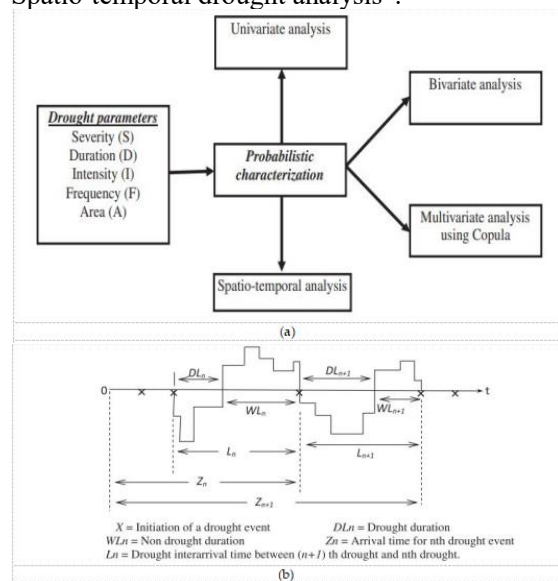 Spatio-temporal drought analysis
Univariate analysis
Drought parameters
Severity (S)
Duration (D)
Intensity (I)
Frequency (F)
Area (A)
Probabilistic
characterization
Bivariate analysis
Multivariate analysis
using Copula
Spatio-temporal analysis
(a)
DLn DLn+1
0 t
WLn WLn+1
Ln Ln+1
Zn
Zn+1
X = Initiation of a drought event DLn = Drought duration
WLn = Non drought duration Zn = Arrival time for nth drought event
Ln = Drought interarrival time between (n+1) th drought and nth drought.
(b)